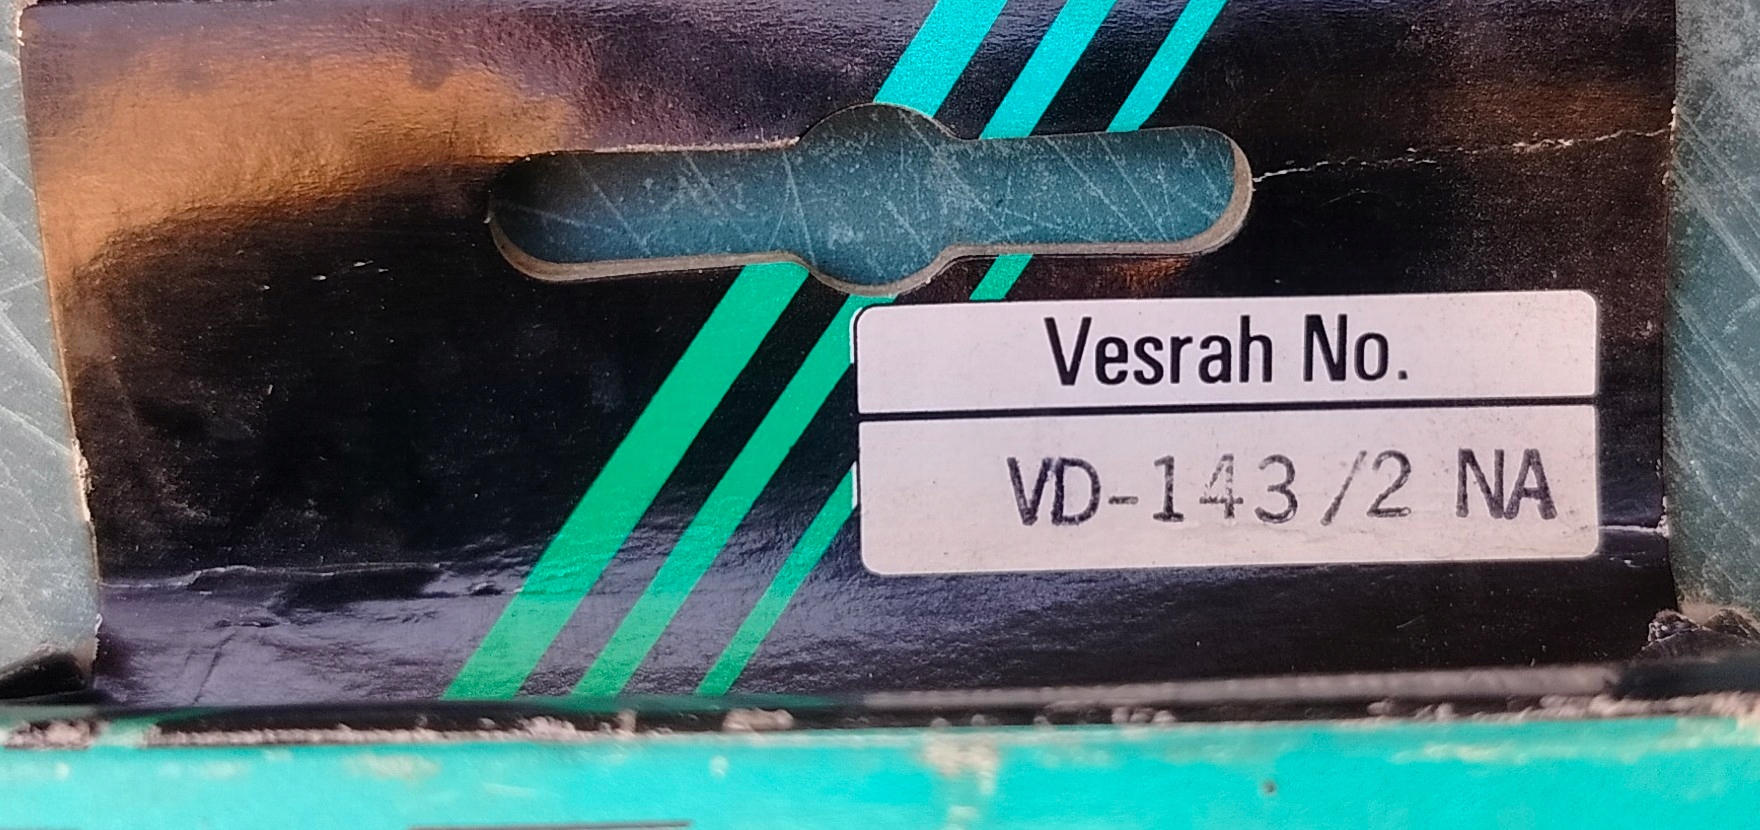 Vesrah No.
VD-143/2 NA